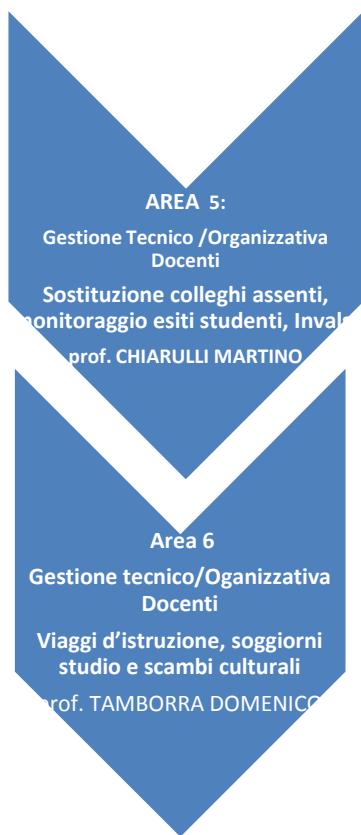 AREA 5:
Gestione Tecnico /Organizzativa
Docenti
Sostituzione colleghi assenti,
monitoraggio esiti studenti, Invalsi
prof. CHIARULLI MARTINO
Area 6
Gestione tecnico/Oganizzativa
Docenti
Viaggi d’istruzione, soggiorni
studio e scambi culturali
prof. TAMBORRA DOMENICO